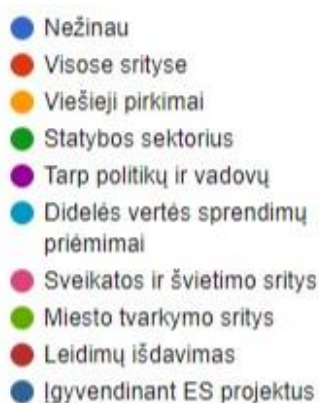 Nežinau
Visose srityse
Viešieji pirkimai
Statybos sektorius
Tarp politikų ir vadovų
Didelės vertės sprendimų
priėmimai
Sveikatos ir švietimo sritys
Miesto tvarkymo sritys
Leidimų išdavimas
Įgyvendinant ES projektus